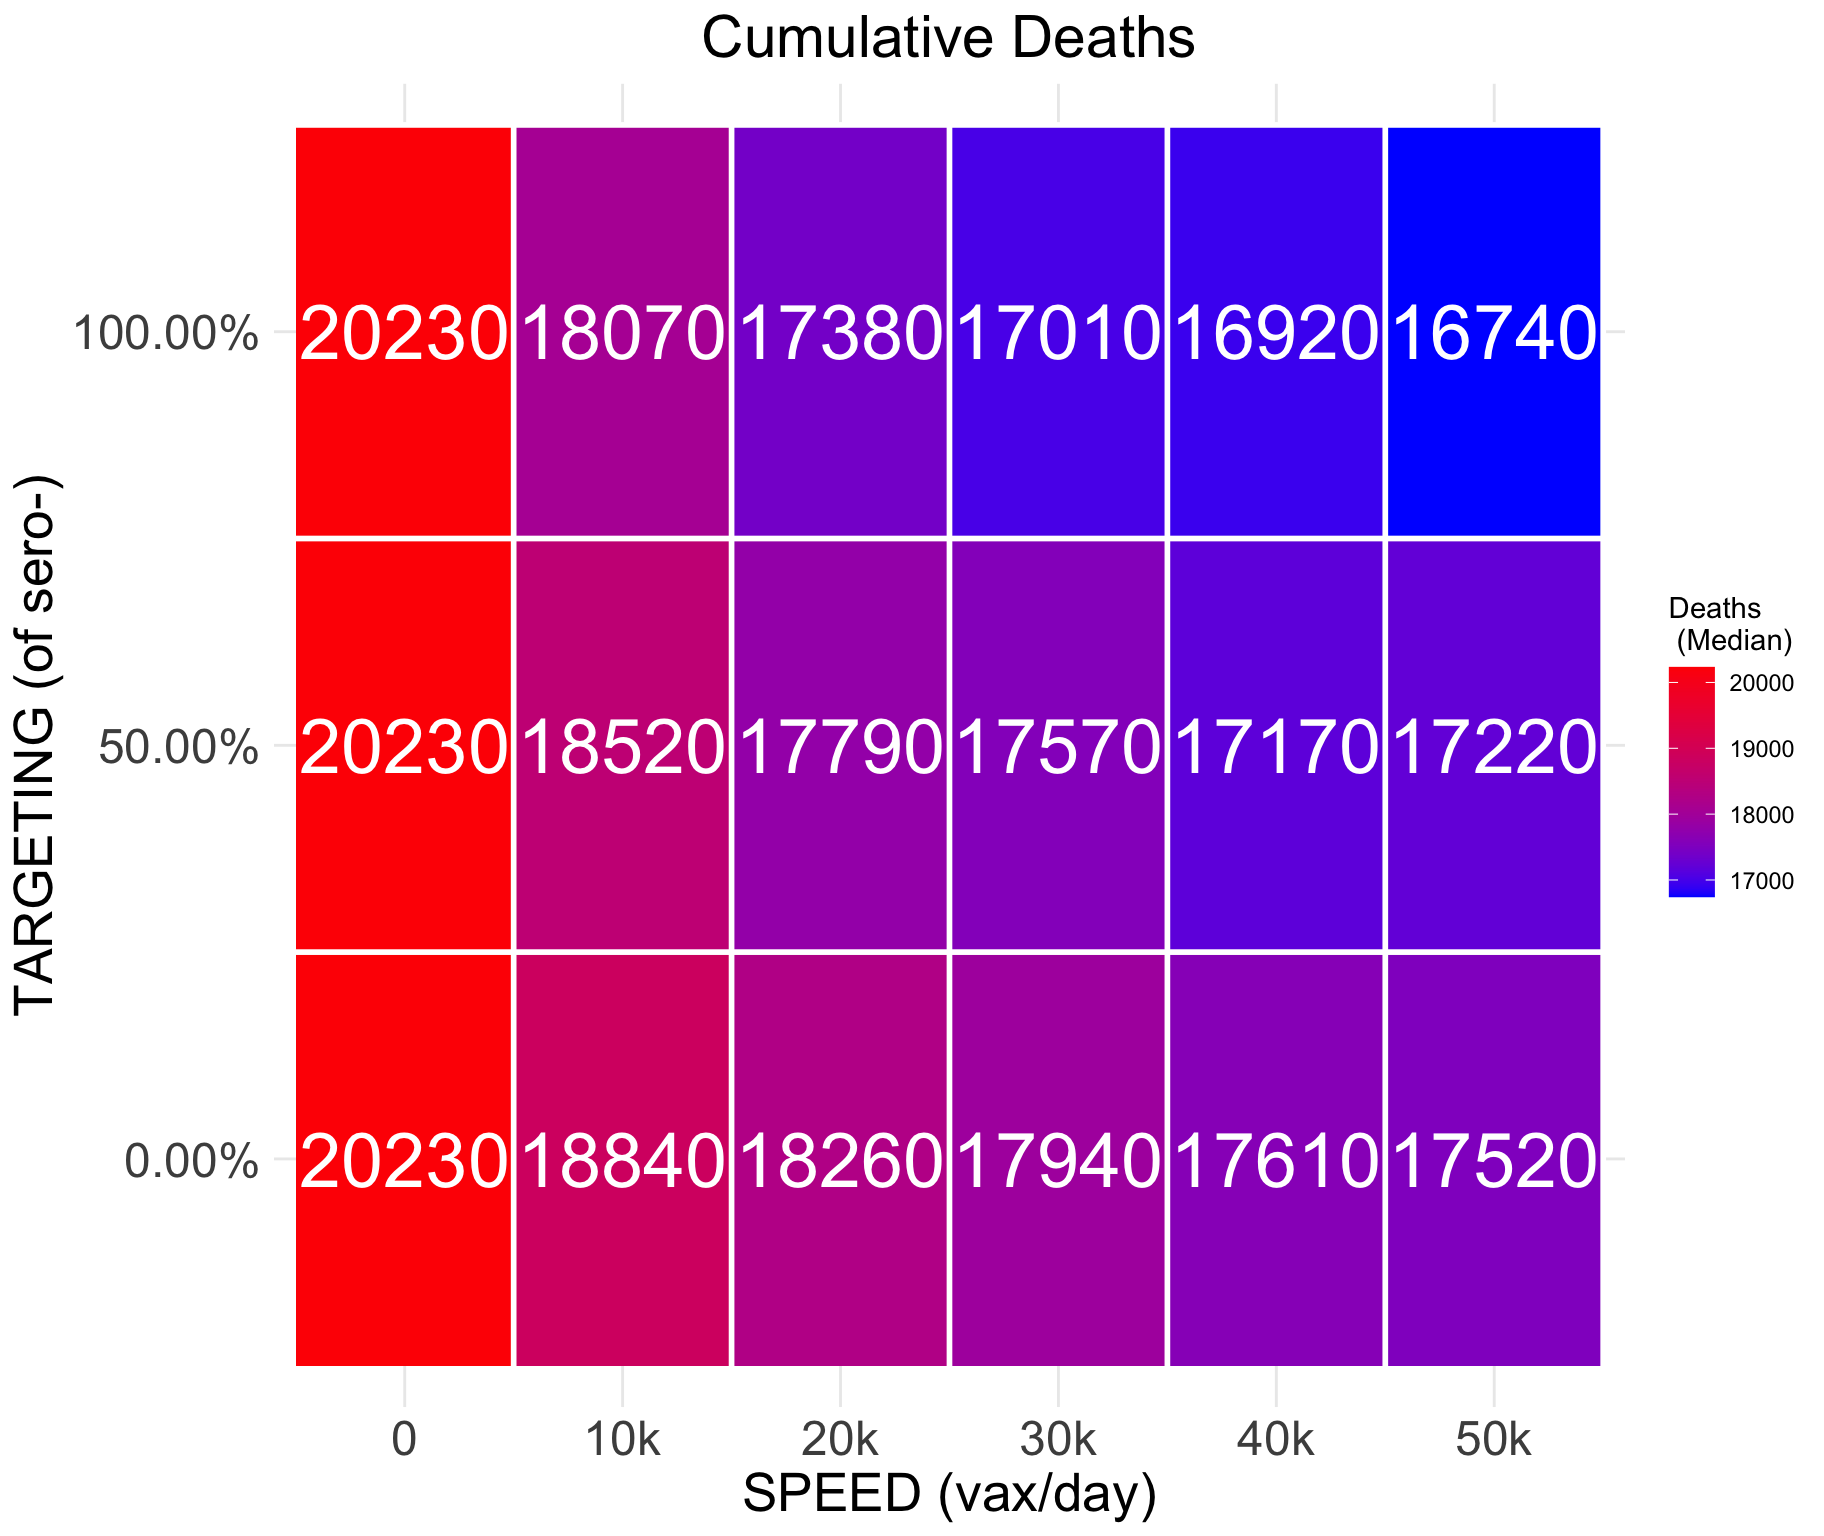 Cumulative Deaths
TARGETING (of sero-)
100.00%
20230 18070 17380 17010 16920 16740
50.00%
20230 18520 17790 17570 17170 17220
0.00%
20230 18840 18260 17940 17610 17520
0 10k 20k 30k 40k 50k
SPEED (vax/day)
Deaths
(Median)
20000
19000
18000
17000